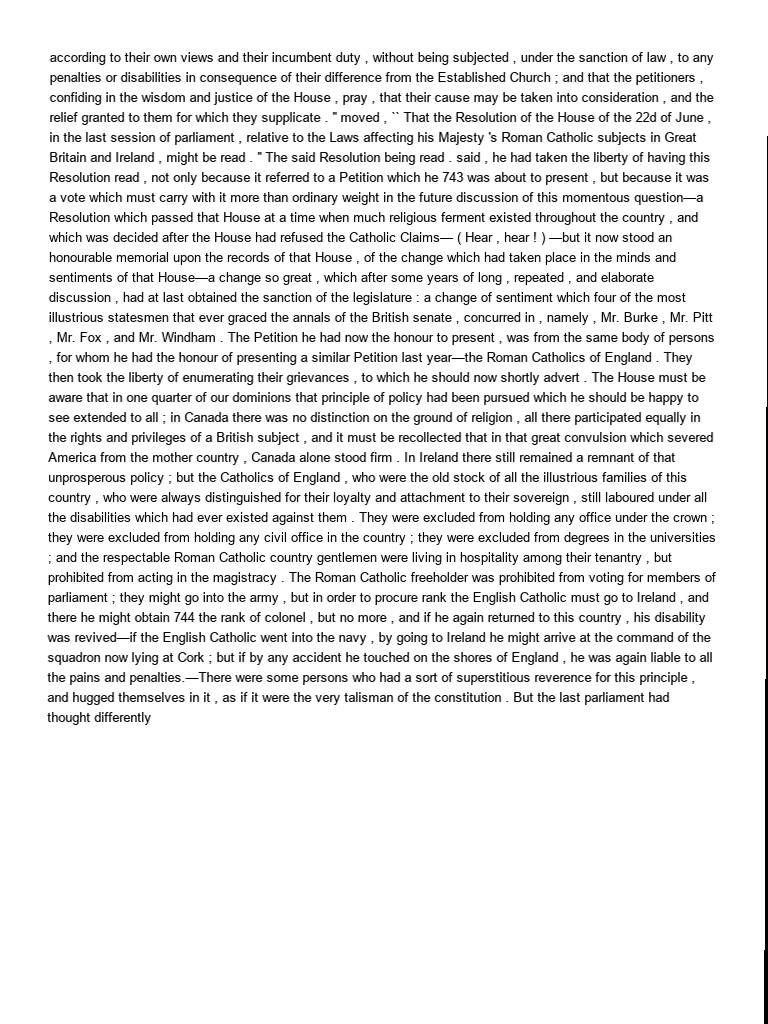 according to their own views and their incumbent duty , without being subjected , under the sanction of law , to any
penalties or disabilities in consequence of their difference from the Established Church ; and that the petitioners ,
confiding in the wisdom and justice of the House , pray , that their cause may be taken into consideration , and the
relief granted to them for which they supplicate . " moved , `` That the Resolution of the House of the 22d of June ,
in the last session of parliament , relative to the Laws affecting his Majesty 's Roman Catholic subjects in Great
Britain and Ireland , might be read . " The said Resolution being read . said , he had taken the liberty of having this
Resolution read , not only because it referred to a Petition which he 743 was about to present , but because it was
a vote which must carry with it more than ordinary weight in the future discussion of this momentous question—a
Resolution which passed that House at a time when much religious ferment existed throughout the country , and
which was decided after the House had refused the Catholic Claims— ( Hear , hear ! ) —but it now stood an
honourable memorial upon the records of that House , of the change which had taken place in the minds and
sentiments of that House—a change so great , which after some years of long , repeated , and elaborate
discussion , had at last obtained the sanction of the legislature : a change of sentiment which four of the most
illustrious statesmen that ever graced the annals of the British senate , concurred in , namely , Mr. Burke , Mr. Pitt
, Mr. Fox , and Mr. Windham . The Petition he had now the honour to present , was from the same body of persons
, for whom he had the honour of presenting a similar Petition last year—the Roman Catholics of England . They
then took the liberty of enumerating their grievances , to which he should now shortly advert . The House must be
aware that in one quarter of our dominions that principle of policy had been pursued which he should be happy to
see extended to all ; in Canada there was no distinction on the ground of religion , all there participated equally in
the rights and privileges of a British subject , and it must be recollected that in that great convulsion which severed
America from the mother country , Canada alone stood firm . In Ireland there still remained a remnant of that
unprosperous policy ; but the Catholics of England , who were the old stock of all the illustrious families of this
country , who were always distinguished for their loyalty and attachment to their sovereign , still laboured under all
the disabilities which had ever existed against them . They were excluded from holding any office under the crown ;
they were excluded from holding any civil office in the country ; they were excluded from degrees in the universities
; and the respectable Roman Catholic country gentlemen were living in hospitality among their tenantry , but
prohibited from acting in the magistracy . The Roman Catholic freeholder was prohibited from voting for members of
parliament ; they might go into the army , but in order to procure rank the English Catholic must go to Ireland , and
there he might obtain 744 the rank of colonel , but no more , and if he again returned to this country , his disability
was revived—if the English Catholic went into the navy , by going to Ireland he might arrive at the command of the
squadron now lying at Cork ; but if by any accident he touched on the shores of England , he was again liable to all
the pains and penalties.—There were some persons who had a sort of superstitious reverence for this principle ,
and hugged themselves in it , as if it were the very talisman of the constitution . But the last parliament had
thought differently